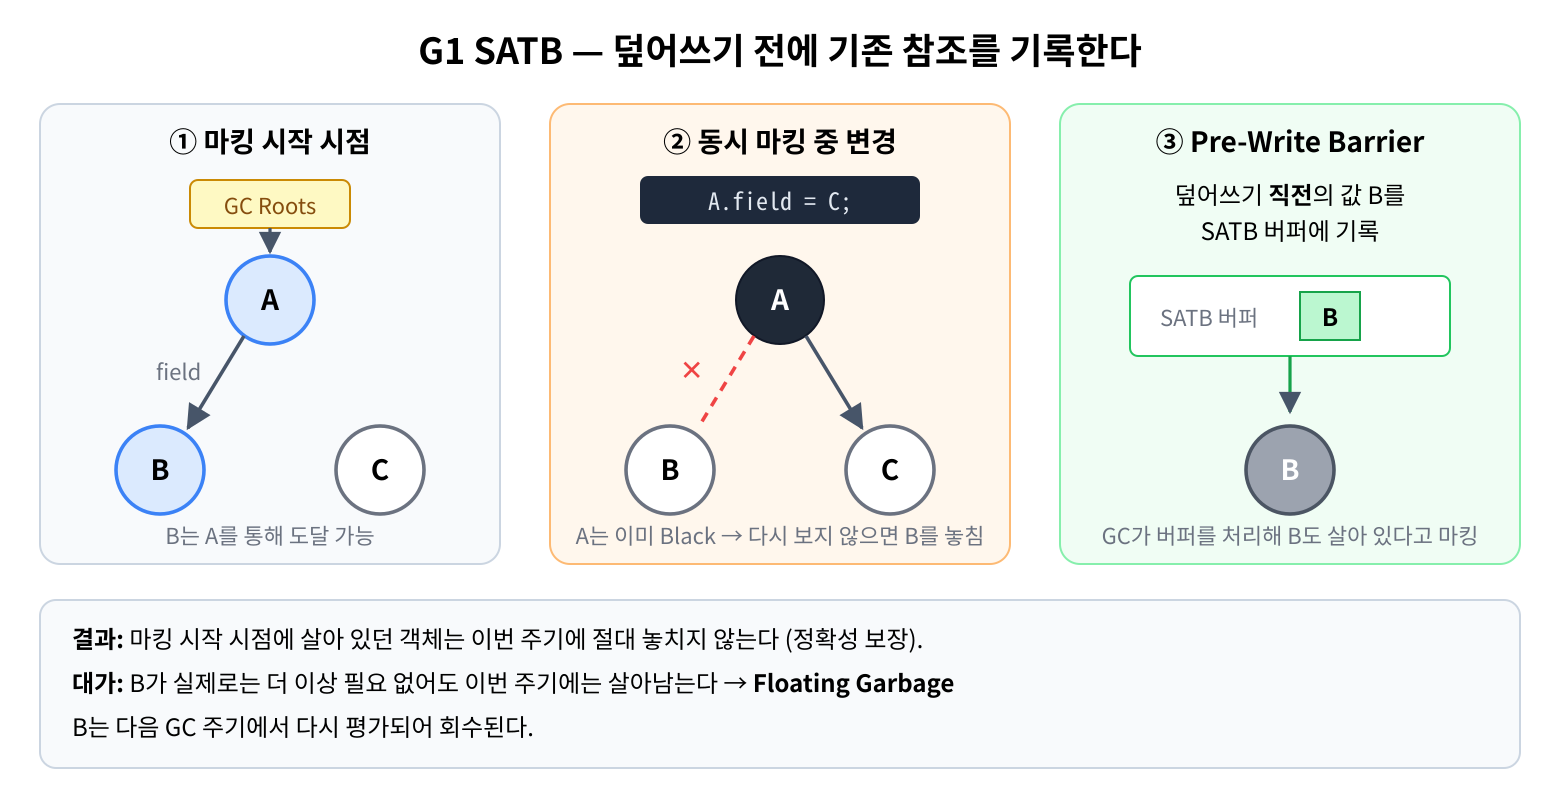 G1 SATB — 덮어쓰기 전에 기존 참조를 기록한다
① 마킹 시작 시점
GC Roots
A
field
B
C
B는 A를 통해 도달 가능
② 동시 마킹 중 변경
A.field = C;
A
✕
B
C
A는 이미 Black → 다시 보지 않으면 B를 놓침
③ Pre-Write Barrier
덮어쓰기 직전의 값 B를
SATB 버퍼에 기록
SATB 버퍼
B
B
GC가 버퍼를 처리해 B도 살아 있다고 마킹
결과: 마킹 시작 시점에 살아 있던 객체는 이번 주기에 절대 놓치지 않는다 (정확성 보장).
대가: B가 실제로는 더 이상 필요 없어도 이번 주기에는 살아남는다 → Floating Garbage
B는 다음 GC 주기에서 다시 평가되어 회수된다.